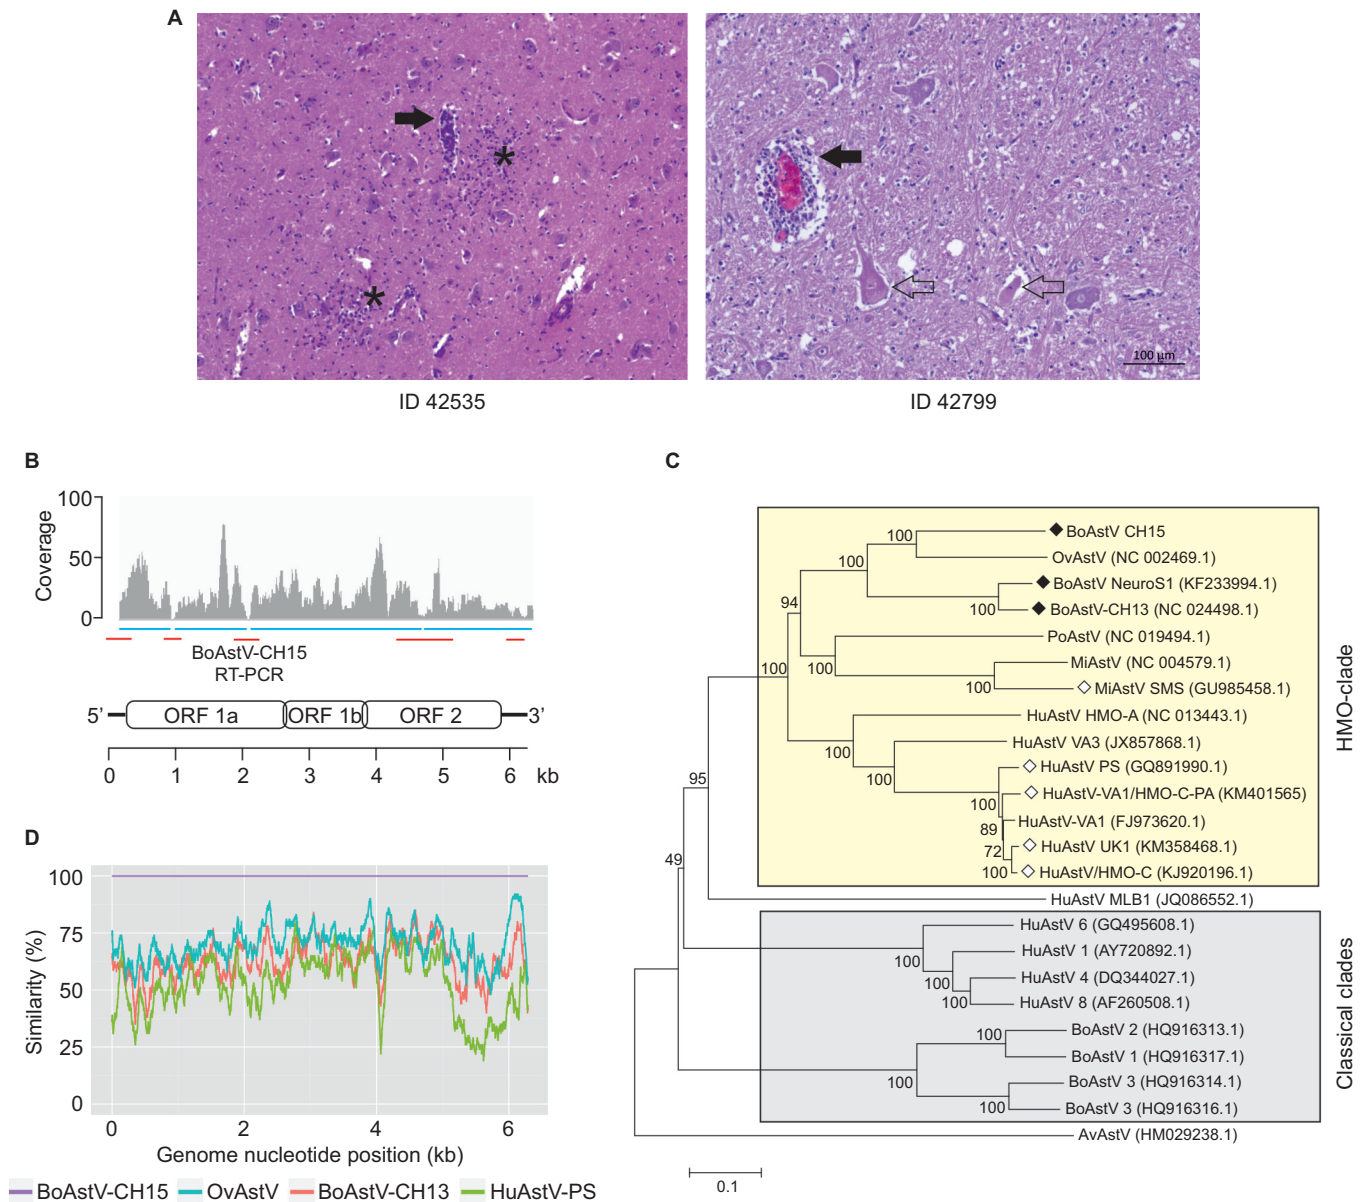 A
* *
100 µm
ID 42535
ID 42799
B
100
50
0
Coverage
BoAstV-CH15
RT-PCR
5’ ORF 1a ORF 1b ORF 2 3’
0 1 2 3 4 5 6 kb
C
BoAstV CH15
OvAstV (NC 002469.1)
BoAstV NeuroS1 (KF233994.1)
BoAstV-CH13 (NC 024498.1)
PoAstV (NC 019494.1)
MiAstV (NC 004579.1)
MiAstV SMS (GU985458.1)
HuAstV HMO-A (NC 013443.1)
HuAstV VA3 (JX857868.1)
HuAstV PS (GQ891990.1)
HuAstV-VA1/HMO-C-PA (KM401565)
HuAstV-VA1 (FJ973620.1)
HuAstV UK1 (KM358468.1)
HuAstV/HMO-C (KJ920196.1)
HuAstV MLB1 (JQ086552.1)
HuAstV 6 (GQ495608.1)
HuAstV 1 (AY720892.1)
HuAstV 4 (DQ344027.1)
HuAstV 8 (AF260508.1)
BoAstV 2 (HQ916313.1)
BoAstV 1 (HQ916317.1)
BoAstV 3 (HQ916314.1)
BoAstV 3 (HQ916316.1)
AvAstV (HM029238.1)
100
100
100
94
100
100
100
100
100
100
89
72
100
95
49
100
100
100
100
100
100
0.1
HMO-clade
Classical clades
D
100
75
50
25
0
Similarity (%)
0 2 4 6
Genome nucleotide position (kb)
BoAstV-CH15 OvAstV BoAstV-CH13 HuAstV-PS